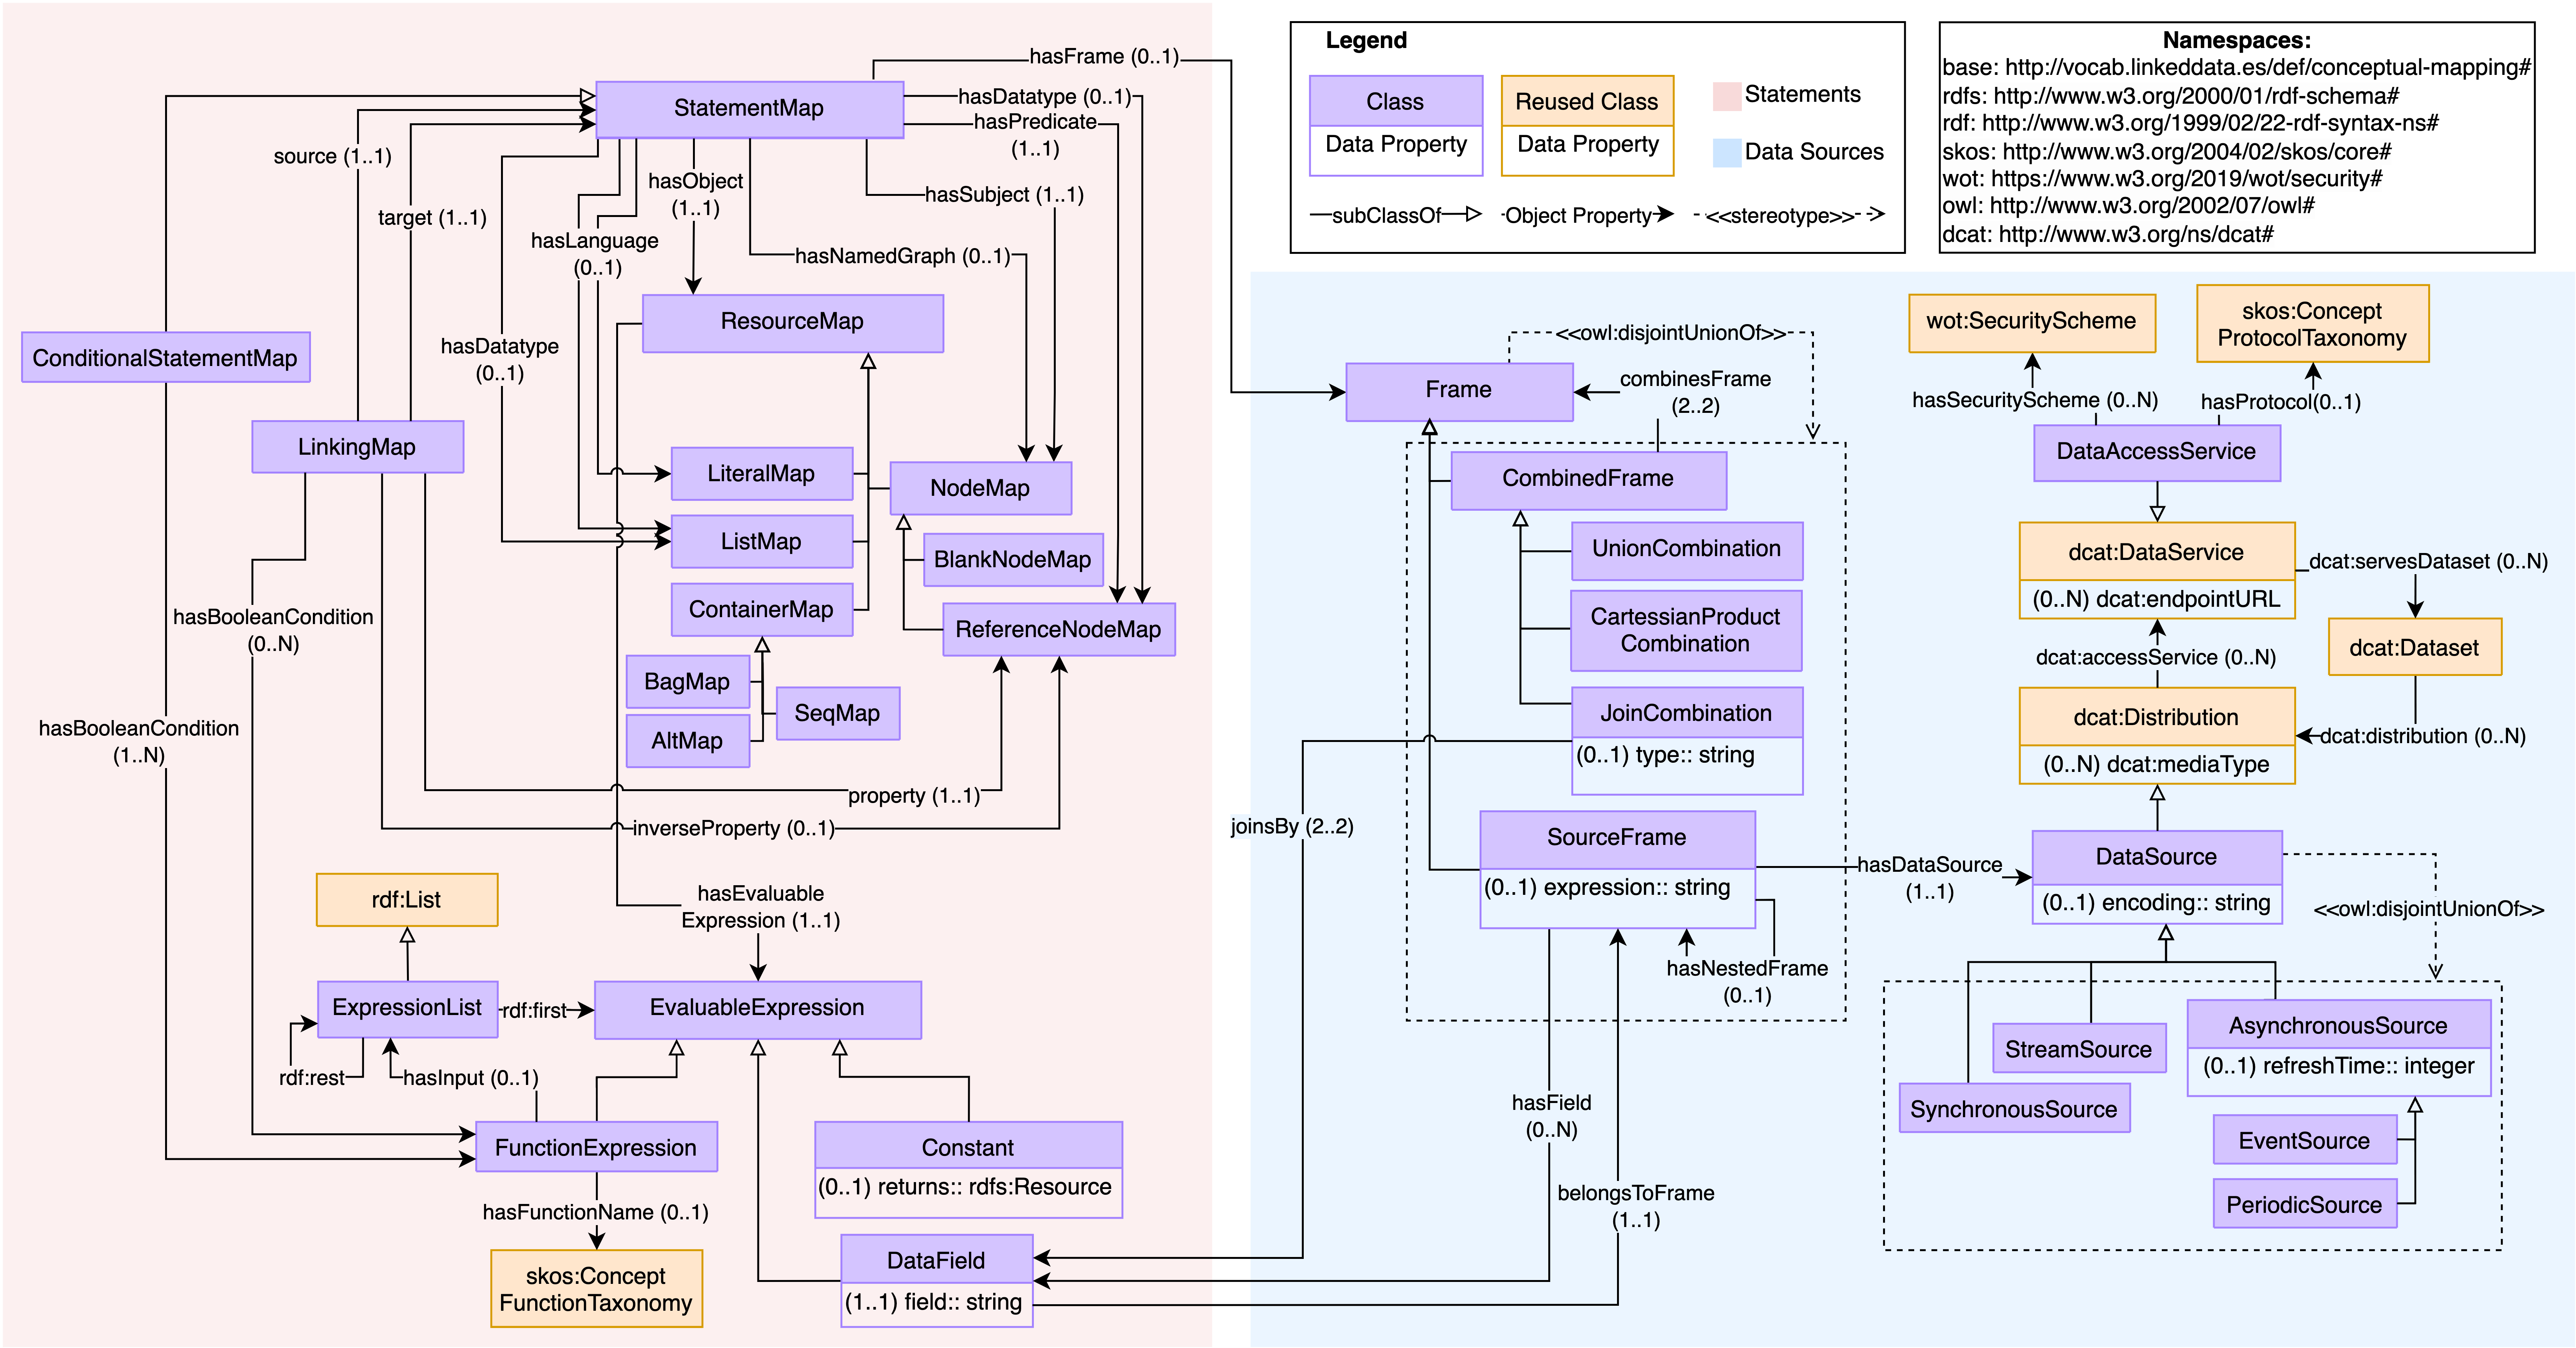 hasFrame (0..1)
StatementMap
hasDatatype (0..1)
hasPredicate
(1..1)
source (1..1)
hasObject
(1..1)
hasSubject (1..1)
target (1..1)
hasLanguage
(0..1)
hasNamedGraph (0..1)
ResourceMap
ConditionalStatementMap
hasDatatype
(0..1)
LinkingMap
LiteralMap
NodeMap
ListMap
BlankNodeMap
ContainerMap
ReferenceNodeMap
hasBooleanCondition
(0..N)
BagMap
SeqMap
AltMap
hasBooleanCondition
(1..N)
property (1..1)
inverseProperty (0..1)
rdf:List
hasEvaluable
Expression (1..1)
ExpressionList
rdf:first
EvaluableExpression
rdf:rest
hasInput (0..1)
FunctionExpression
Constant
(0..1) returns:: rdfs:Resource
hasFunctionName (0..1)
skos:Concept
FunctionTaxonomy
DataField
(1..1) field:: string
Legend
Class
Data Property
Reused Class
Data Property
Statements
Data Sources
subClassOf
Object Property
<<stereotype>>
Namespaces:
base: http://vocab.linkeddata.es/def/conceptual-mapping#
rdfs: http://www.w3.org/2000/01/rdf-schema#
rdf: http://www.w3.org/1999/02/22-rdf-syntax-ns#
skos: http://www.w3.org/2004/02/skos/core#
wot: https://www.w3.org/2019/wot/security#
owl: http://www.w3.org/2002/07/owl#
dcat: http://www.w3.org/ns/dcat#
<<owl:disjointUnionOf>>
Frame
combinesFrame
(2..2)
CombinedFrame
UnionCombination
CartessianProduct
Combination
JoinCombination
(0..1) type:: string
joinsBy (2..2)
SourceFrame
(0..1) expression:: string
hasNestedFrame
(0..1)
hasField
(0..N)
belongsToFrame
(1..1)
hasDataSource
(1..1)
wot:SecurityScheme
skos:Concept
ProtocolTaxonomy
hasSecurityScheme (0..N)
hasProtocol(0..1)
DataAccessService
dcat:DataService
(0..N) dcat:endpointURL
dcat:servesDataset (0..N)
dcat:accessService (0..N)
dcat:Dataset
dcat:Distribution
(0..N) dcat:mediaType
dcat:distribution (0..N)
DataSource
(0..1) encoding:: string
<<owl:disjointUnionOf>>
AsynchronousSource
(0..1) refreshTime:: integer
StreamSource
SynchronousSource
EventSource
PeriodicSource